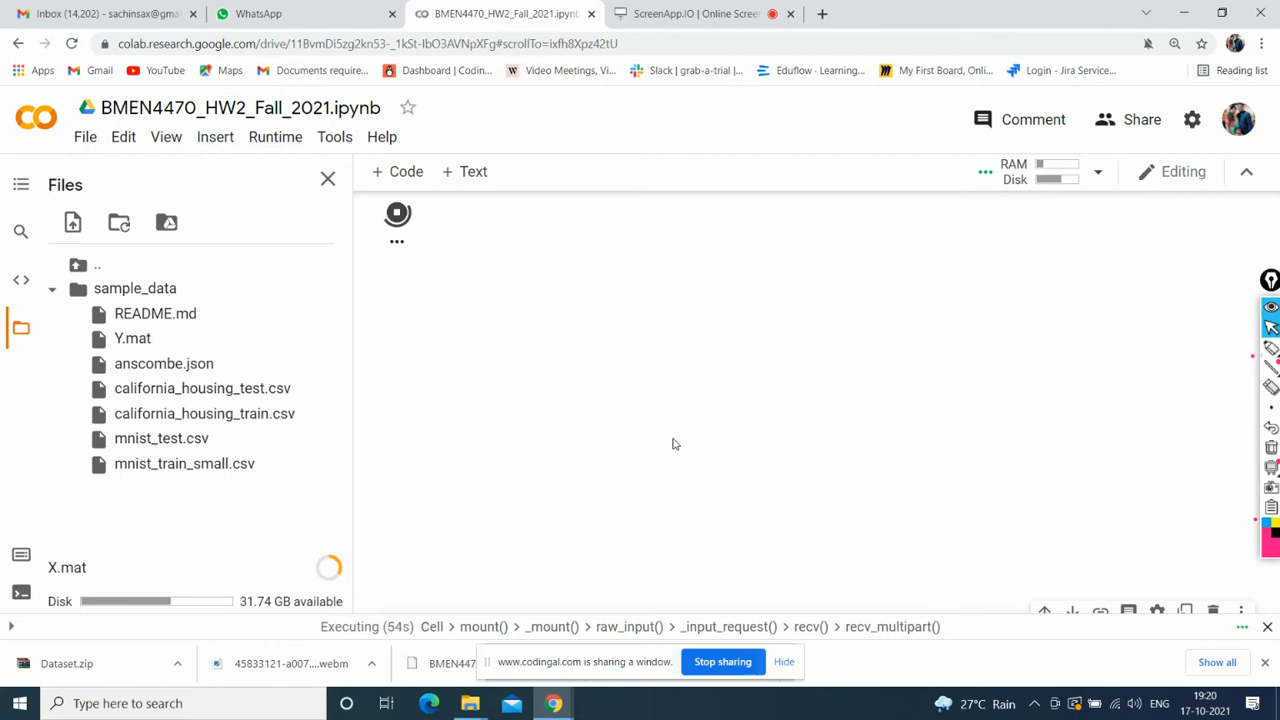 Inbox (14,202) - sachinsax@gmai
WhatsApp
BMEN4470_HW2_Fall_2021.ipynb
ScreenApp.IO | Online Screen
colab.research.google.com/drive/11BvmDi5zg2kn53-_1kSt-IbO3AVNpXFg#scrollTo=ixfh8Xpz42tU
Apps
Gmail
YouTube
Maps
Documents require...
Dashboard | Codin...
Video Meetings, Vi...
Slack | grab-a-trial |...
Eduflow - Learning...
My First Board, Onli...
Login - Jira Service...
Reading list
BMEN4470_HW2_Fall_2021.ipynb
File Edit View Insert Runtime Tools Help
Comment
Share
Files
+ Code + Text
RAM
Disk
Editing
..
sample_data
README.md
Y.mat
anscombe.json
california_housing_test.csv
california_housing_train.csv
mnist_test.csv
mnist_train_small.csv
X.mat
Disk 31.74 GB available
Executing (54s) Cell > mount() > _mount() > raw_input() > _input_request() > recv() > recv_multipart()
Dataset.zip
45833121-a007....webm
BMEN447
www.codingal.com is sharing a window.
Stop sharing
Hide
Show all
Type here to search
27°C Rain
ENG
19:20
17-10-2021